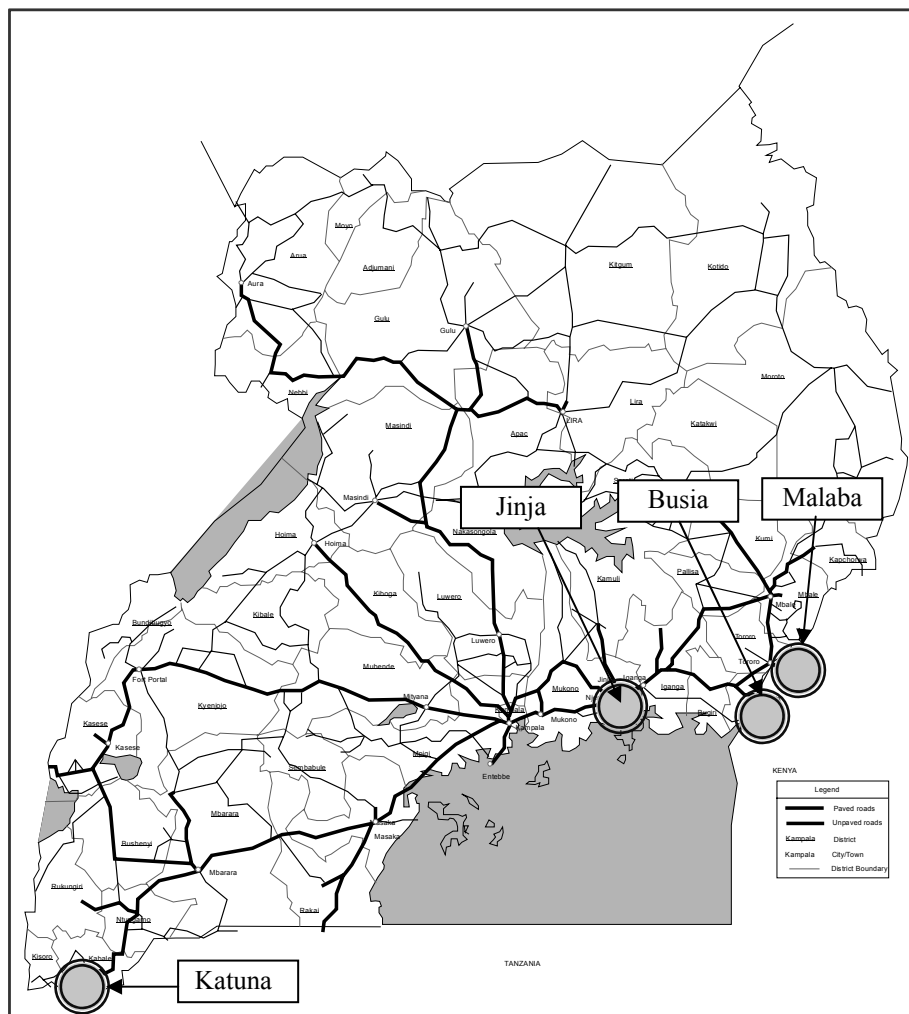 Moyo
Arua
Adjumani
Kitgum
Kotido
Aura
Gulu
Gulu
Moroto
Nebbi
Lira
Masindi
LIRA
Katakwi
Apac
Jinja
Busia
Malaba
Masindi
Nakasongola
Hoima
Hoima
Kumi
Kapchorwa
Pallisa
Kamuli
Kiboga
Luwero
Mbale
Mbale
Kibale
Bundibugyo
Luwero
Tororo
Mubende
Tororo
Fort Portal
Iganga
Mityana
Mukono
Iganga
Kyenjojo
Kasese
Kampala
Mukono
Bugiri
Kasese
Mpigi
Entebbe
Sembabule
KENYA
Legend
Paved roads
Unpaved roads
Kampala District
Kampala City/Town
District Boundary
Mbarara
Masaka
Bushenyi
Mbarara
Rukungiri
Ntungamo
Rakai
Kisoro
Kabale
TANZANIA
Katuna